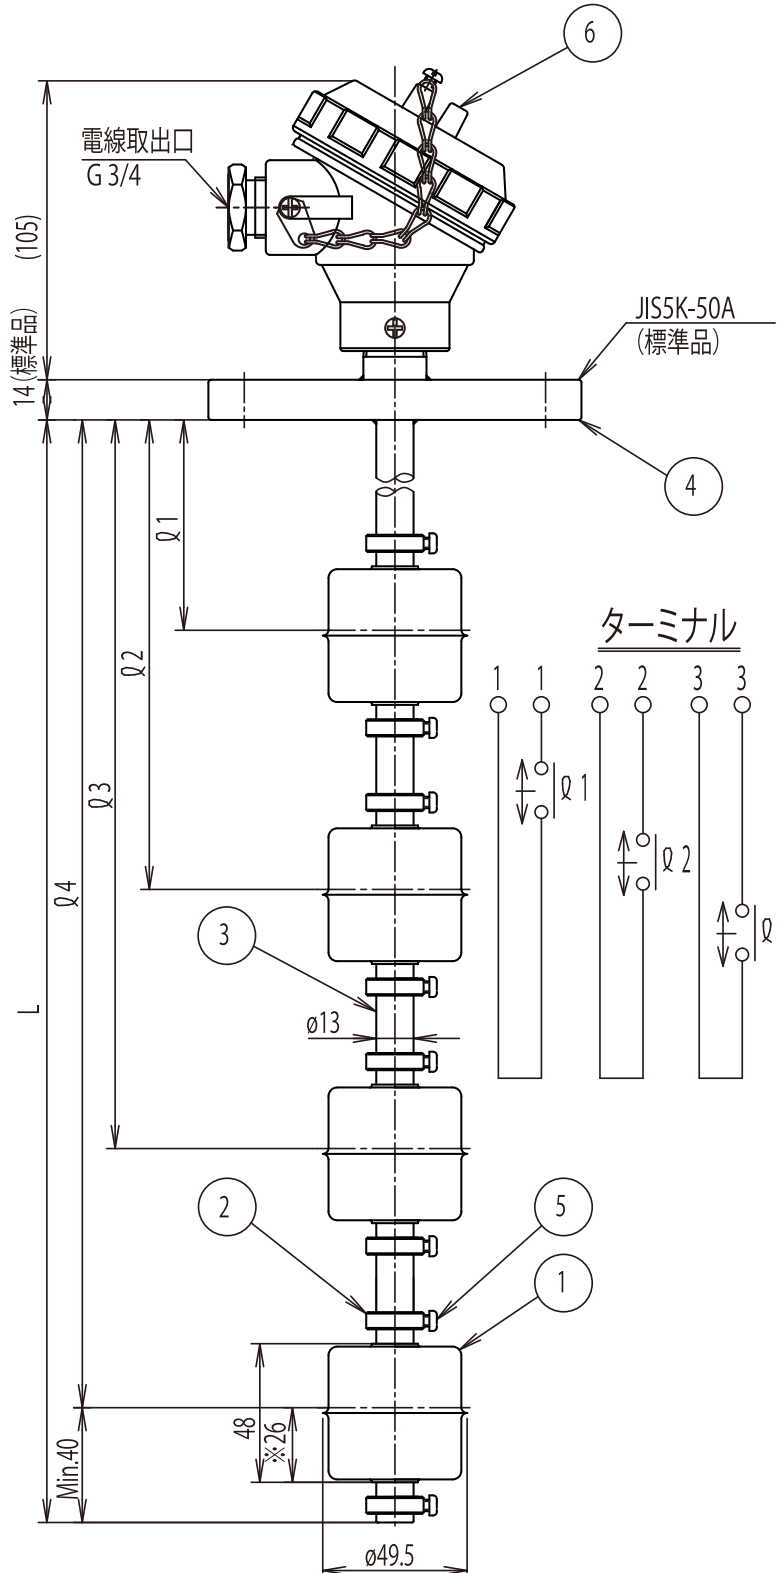 6
電線取出口
G 3/4
(105)
14 (標準品)
JIS5K-50A
(標準品)
4
ℓ1
ℓ2
ℓ3
ℓ4
L
ターミナル
1 1 2 2 3 3
ℓ1
ℓ2
ℓ
3
ø13
2
5
1
48
※26
Min.40
ø49.5